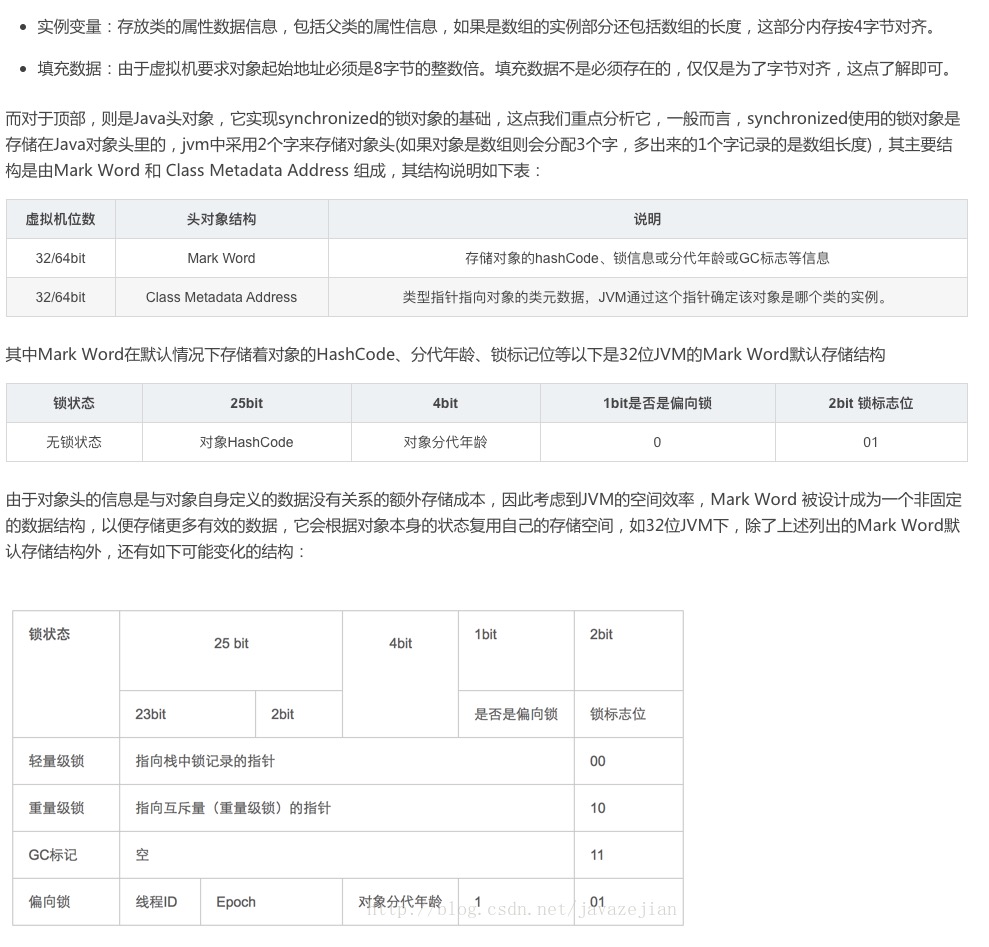 • 实例变量：存放类的属性数据信息，包括父类的属性信息，如果是数组的实例部分还包括数组的长度，这部分内存按4字节对齐。
• 填充数据：由于虚拟机要求对象起始地址必须是8字节的整数倍。填充数据不是必须存在的，仅仅是为了字节对齐，这点了解即可。
而对于顶部，则是Java头对象，它实现synchronized的锁对象的基础，这点我们重点分析它，一般而言，synchronized使用的锁对象是
存储在Java对象头里的，jvm中采用2个字来存储对象头(如果对象是数组则会分配3个字，多出来的1个字记录的是数组长度)，其主要结
构是由Mark Word 和 Class Metadata Address 组成，其结构说明如下表：
虚拟机位数 头对象结构 说明
32/64bit Mark Word 存储对象的hashCode、锁信息或分代年龄或GC标志等信息
32/64bit Class Metadata Address 类型指针指向对象的类元数据，JVM通过这个指针确定该对象是哪个类的实例。
其中Mark Word在默认情况下存储着对象的HashCode、分代年龄、锁标记位等以下是32位JVM的Mark Word默认存储结构
锁状态 25bit 4bit 1bit是否是偏向锁 2bit 锁标志位
无锁状态 对象HashCode 对象分代年龄 0 01
由于对象头的信息是与对象自身定义的数据没有关系的额外存储成本，因此考虑到JVM的空间效率，Mark Word 被设计成为一个非固定
的数据结构，以便存储更多有效的数据，它会根据对象本身的状态复用自己的存储空间，如32位JVM下，除了上述列出的Mark Word默
认存储结构外，还有如下可能变化的结构：
锁状态 25 bit 4bit 1bit 2bit
23bit 2bit 是否是偏向锁 锁标志位
轻量级锁 指向栈中锁记录的指针 00
重量级锁 指向互斥量（重量级锁）的指针 10
GC标记 空 11
偏向锁 线程ID Epoch 对象分代年龄 1 01
http://blog.csdn.net/javazejian